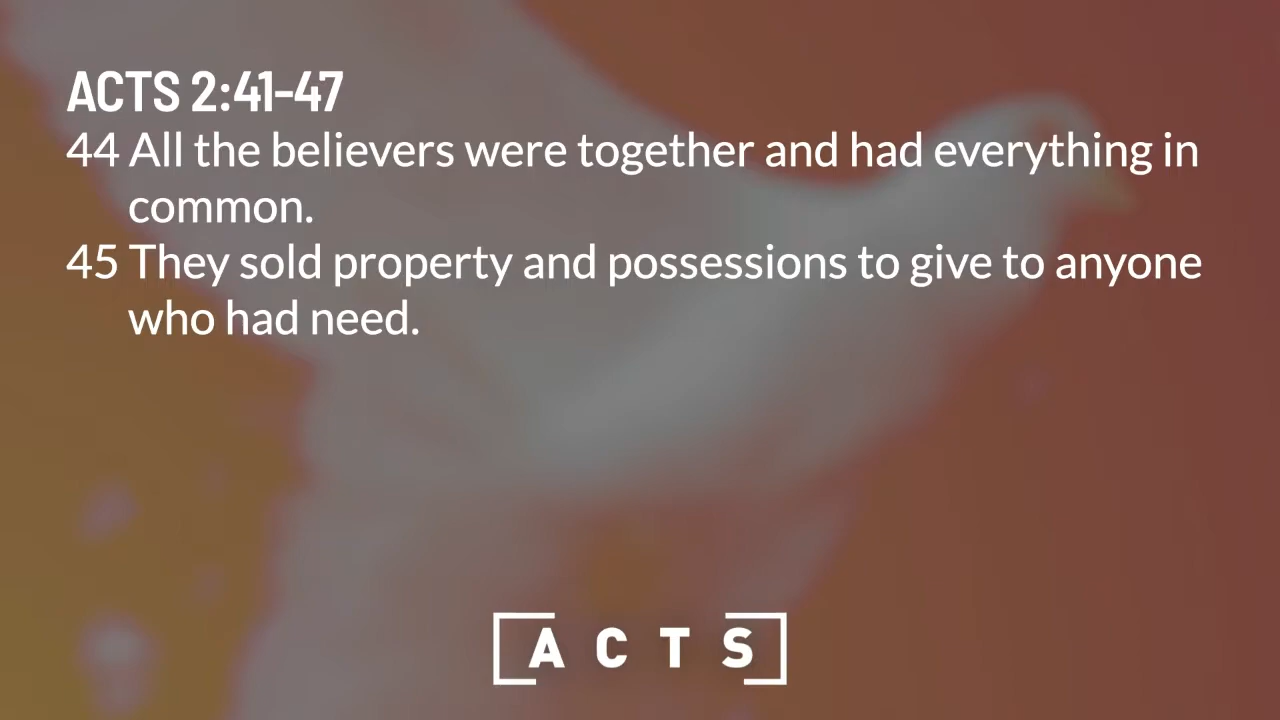 ACTS 2:41-47
44 All the believers were together and had everything in
common.
45 They sold property and possessions to give to anyone
who had need.
ACTS